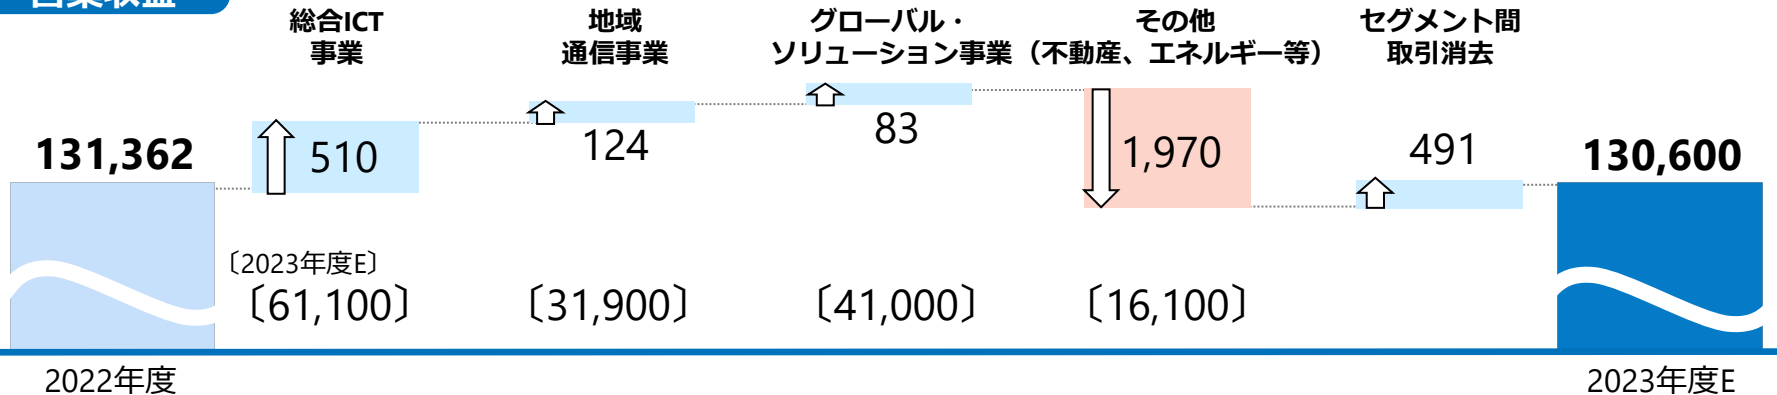 総合ICT
事業
地域
通信事業
グローバル・
ソリューション事業
その他
（不動産、エネルギー等）
セグメント間
取引消去
131,362
510
124
83
1,970
491
130,600
〔2023年度E〕
〔61,100〕
〔31,900〕
〔41,000〕
〔16,100〕
2022年度
2023年度E